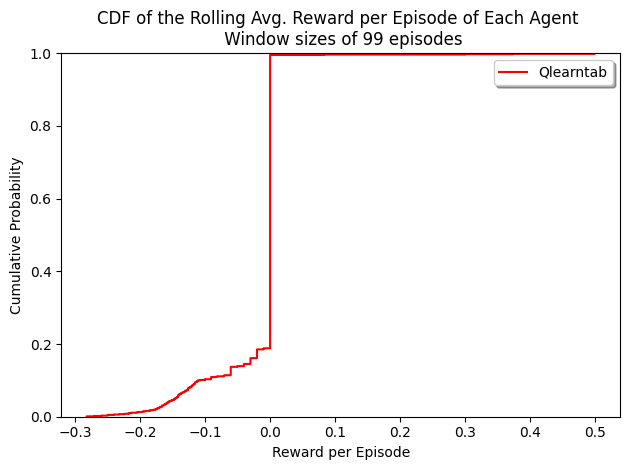 CDF of the Rolling Avg. Reward per Episode of Each Agent
Window sizes of 99 episodes
Qlearntab
1.0
0.8
0.6
0.4
0.2
0.0
Cumulative Probability
−0.3 −0.2 −0.1 0.0 0.1 0.2 0.3 0.4 0.5
Reward per Episode